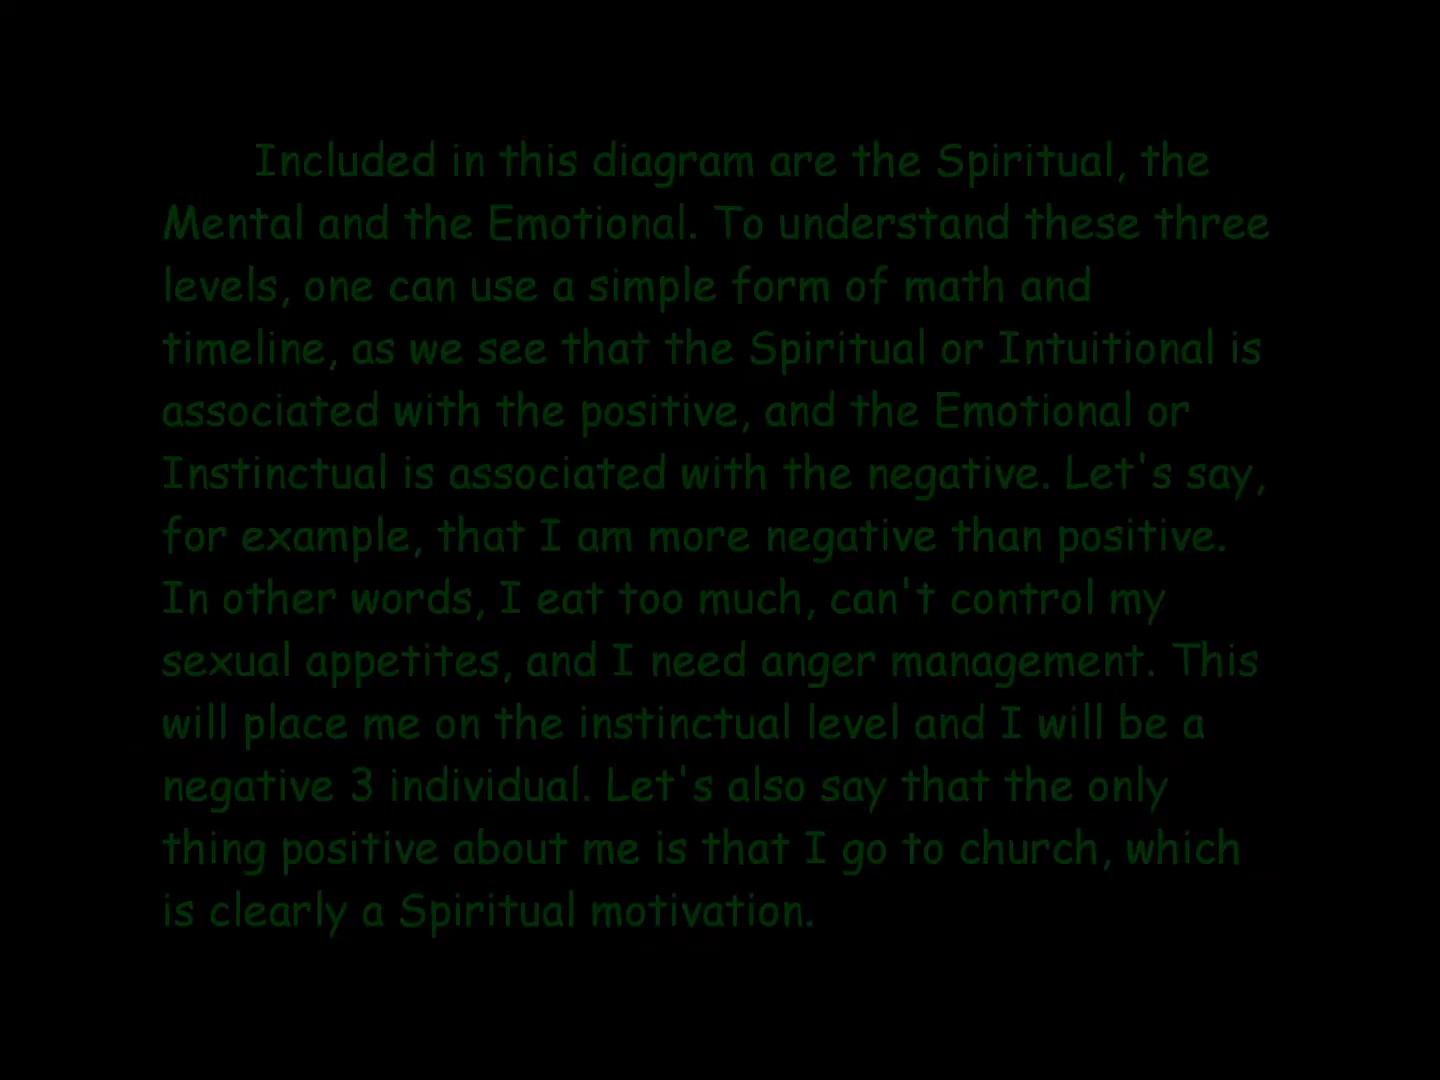 Included in this diagram are the Spiritual, the
Mental and the Emotional. To understand these three
levels, one can use a simple form of math and
timeline, as we see that the Spiritual or Intuitional is
associated with the positive, and the Emotional or
Instinctual is associated with the negative. Let's say,
for example, that I am more negative than positive.
In other words, I eat too much, can't control my
sexual appetites, and I need anger management. This
will place me on the instinctual level and I will be a
negative 3 individual. Let's also say that the only
thing positive about me is that I go to church, which
is clearly a Spiritual motivation.